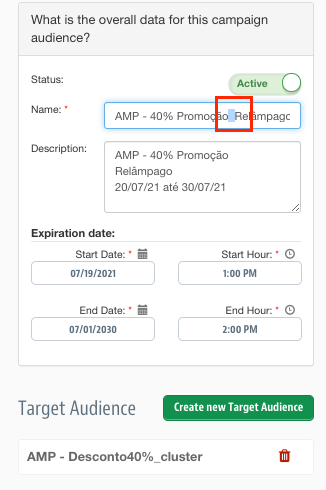 What is the overall data for this campaign
audience?
Status:
Active
Name: *
AMP - 40% Promoção  Relâmpago
Description:
AMP - 40% Promoção
Relâmpago
20/07/21 até 30/07/21
Expiration date:
Start Date: *
Start Hour: *
07/19/2021
1:00 PM
End Date: *
End Hour: *
07/01/2030
2:00 PM
Target Audience
Create new Target Audience
AMP - Desconto40%_cluster